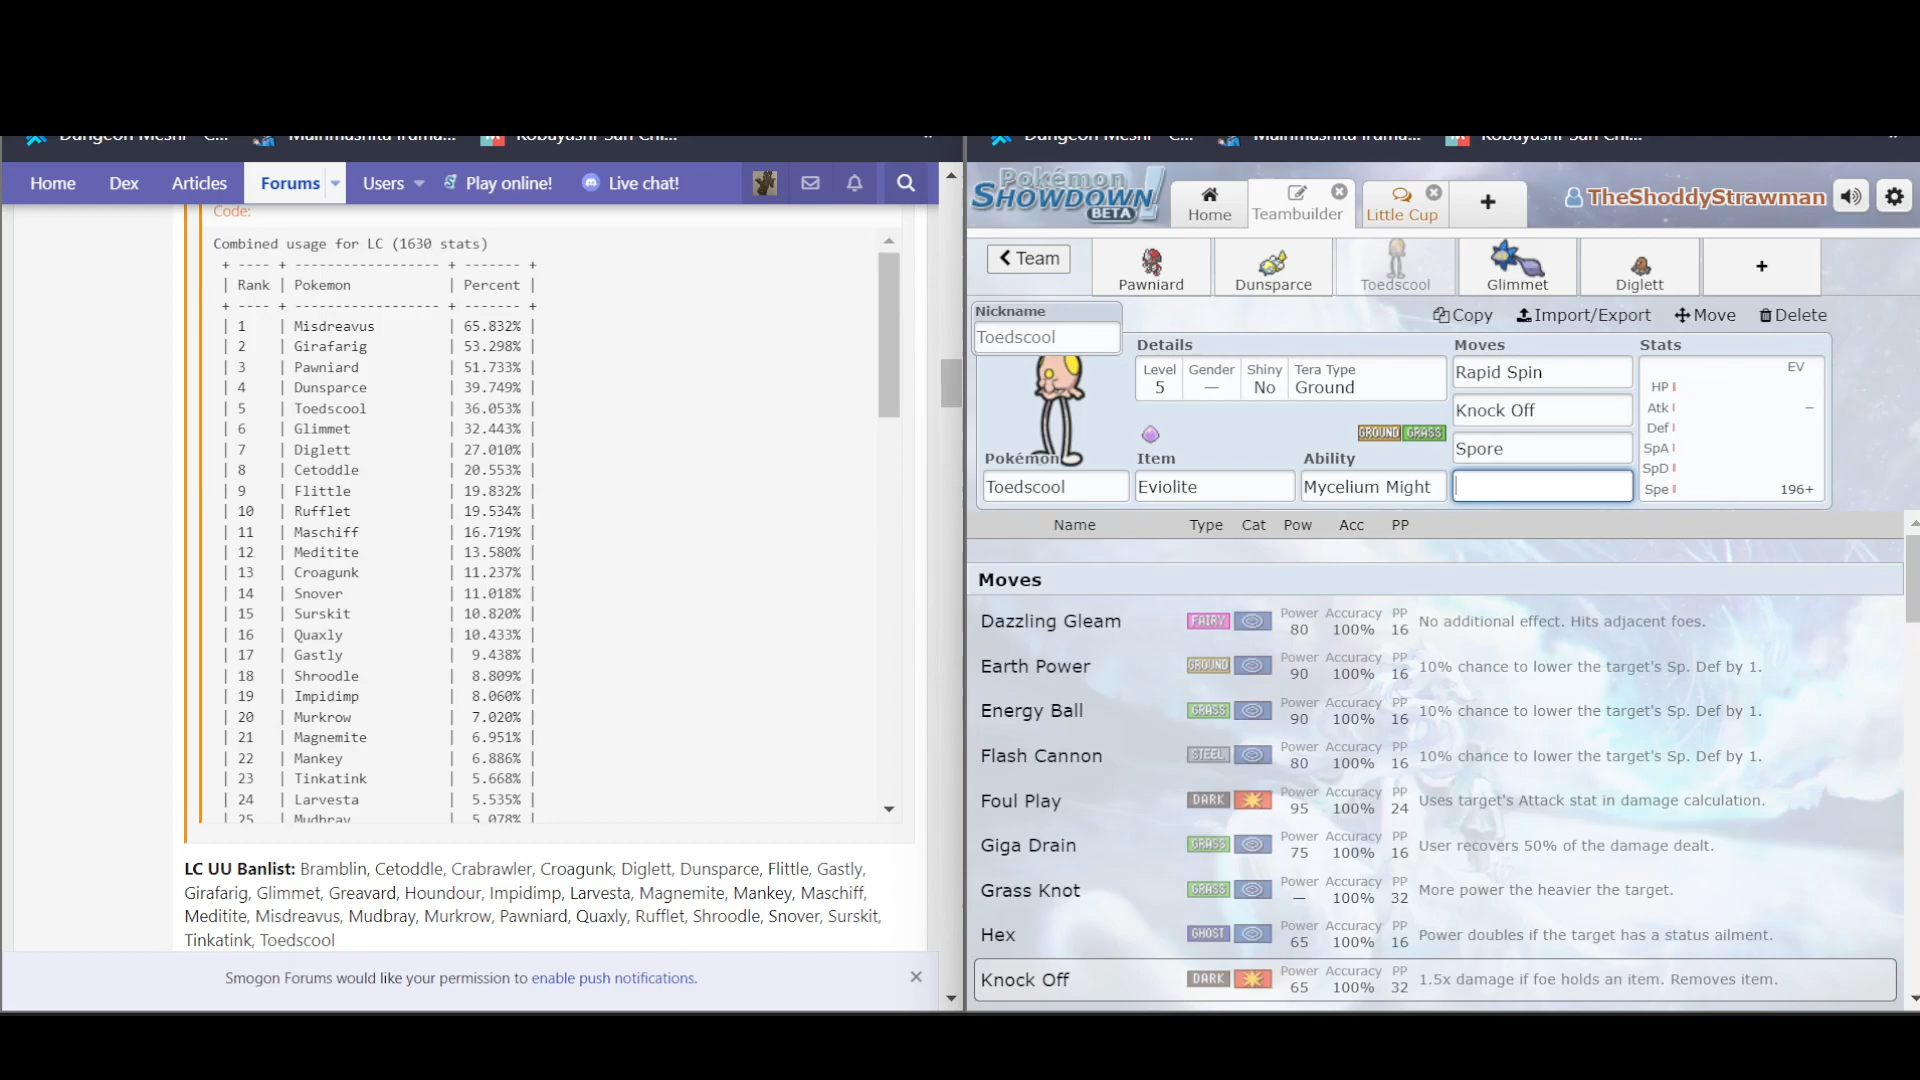 Home Dex Articles Forums Users Play online! Live chat!
Code:
Combined usage for LC (1630 stats)
+ ---- + ------------------ + ------- +
| Rank | Pokemon | Percent |
+ ---- + ------------------ + ------- +
| 1 | Misdreavus | 65.832% |
| 2 | Girafarig | 53.298% |
| 3 | Pawniard | 51.733% |
| 4 | Dunsparce | 39.749% |
| 5 | Toedscool | 36.053% |
| 6 | Glimmet | 32.443% |
| 7 | Diglett | 27.010% |
| 8 | Cetoddle | 20.553% |
| 9 | Flittle | 19.832% |
| 10 | Rufflet | 19.534% |
| 11 | Maschiff | 16.719% |
| 12 | Meditite | 13.580% |
| 13 | Croagunk | 11.237% |
| 14 | Snover | 11.018% |
| 15 | Surskit | 10.820% |
| 16 | Quaxly | 10.433% |
| 17 | Gastly | 9.438% |
| 18 | Shroodle | 8.809% |
| 19 | Impidimp | 8.060% |
| 20 | Murkrow | 7.020% |
| 21 | Magnemite | 6.951% |
| 22 | Mankey | 6.886% |
| 23 | Tinkatink | 5.668% |
| 24 | Larvesta | 5.535% |
| 25 | Mudbray | 5.078% |
LC UU Banlist: Bramblin, Cetoddle, Crabrawler, Croagunk, Diglett, Dunsparce, Flittle, Gastly,
Girafarig, Glimmet, Greavard, Houndour, Impidimp, Larvesta, Magnemite, Mankey, Maschiff,
Meditite, Misdreavus, Mudbray, Murkrow, Pawniard, Quaxly, Rufflet, Shroodle, Snover, Surskit,
Tinkatink, Toedscool
Smogon Forums would like your permission to enable push notifications.
Pokémon
SHOWDOWN!
BETA
Home Teambuilder Little Cup + TheShoddyStrawman
Team Pawniard Dunsparce Toedscool Glimmet Diglett +
Nickname
Toedscool
Copy Import/Export Move Delete
Details Moves Stats
Level Gender Shiny Tera Type
5 — No Ground
Rapid Spin
Knock Off
Spore
EV
HP
Atk –
Def
SpA
SpD
Spe 196+
GROUND GRASS
Pokémon Item Ability
Toedscool Eviolite Mycelium Might
Name Type Cat Pow Acc PP
Moves
Dazzling Gleam FAIRY Power 80 Accuracy 100% PP 16 No additional effect. Hits adjacent foes.
Earth Power GROUND Power 90 Accuracy 100% PP 16 10% chance to lower the target's Sp. Def by 1.
Energy Ball GRASS Power 90 Accuracy 100% PP 16 10% chance to lower the target's Sp. Def by 1.
Flash Cannon STEEL Power 80 Accuracy 100% PP 16 10% chance to lower the target's Sp. Def by 1.
Foul Play DARK Power 95 Accuracy 100% PP 24 Uses target's Attack stat in damage calculation.
Giga Drain GRASS Power 75 Accuracy 100% PP 16 User recovers 50% of the damage dealt.
Grass Knot GRASS Power — Accuracy 100% PP 32 More power the heavier the target.
Hex GHOST Power 65 Accuracy 100% PP 16 Power doubles if the target has a status ailment.
Knock Off DARK Power 65 Accuracy 100% PP 32 1.5x damage if foe holds an item. Removes item.